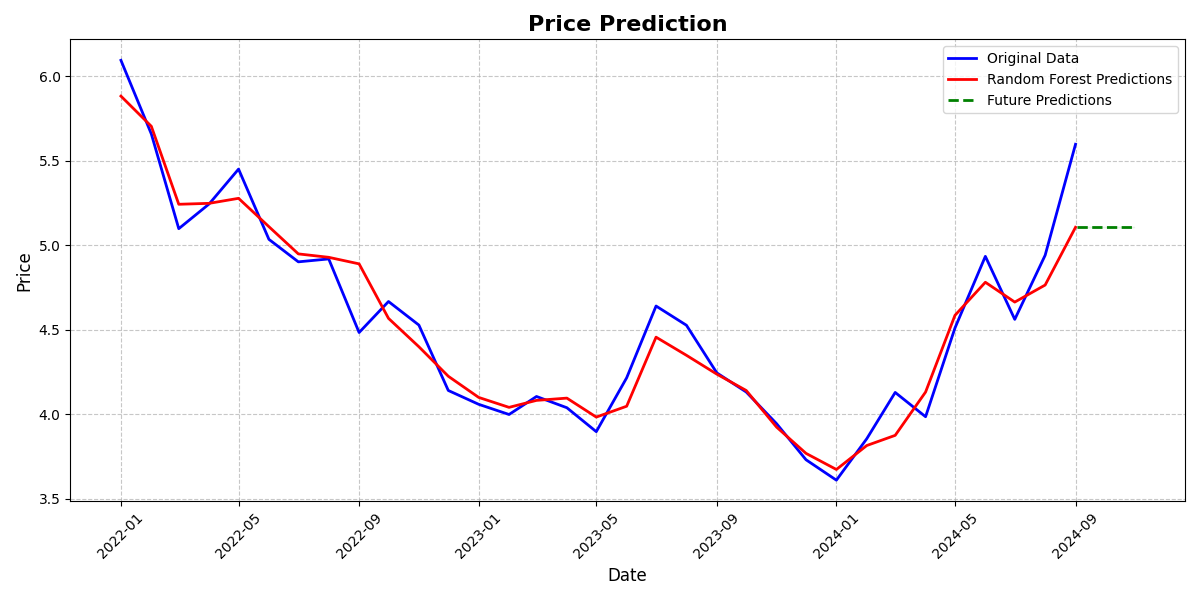 Price Prediction
Original Data
Random Forest Predictions
Future Predictions
Price
6.0
5.5
5.0
4.5
4.0
3.5
2022-01
2022-05
2022-09
2023-01
2023-05
2023-09
2024-01
2024-05
2024-09
Date